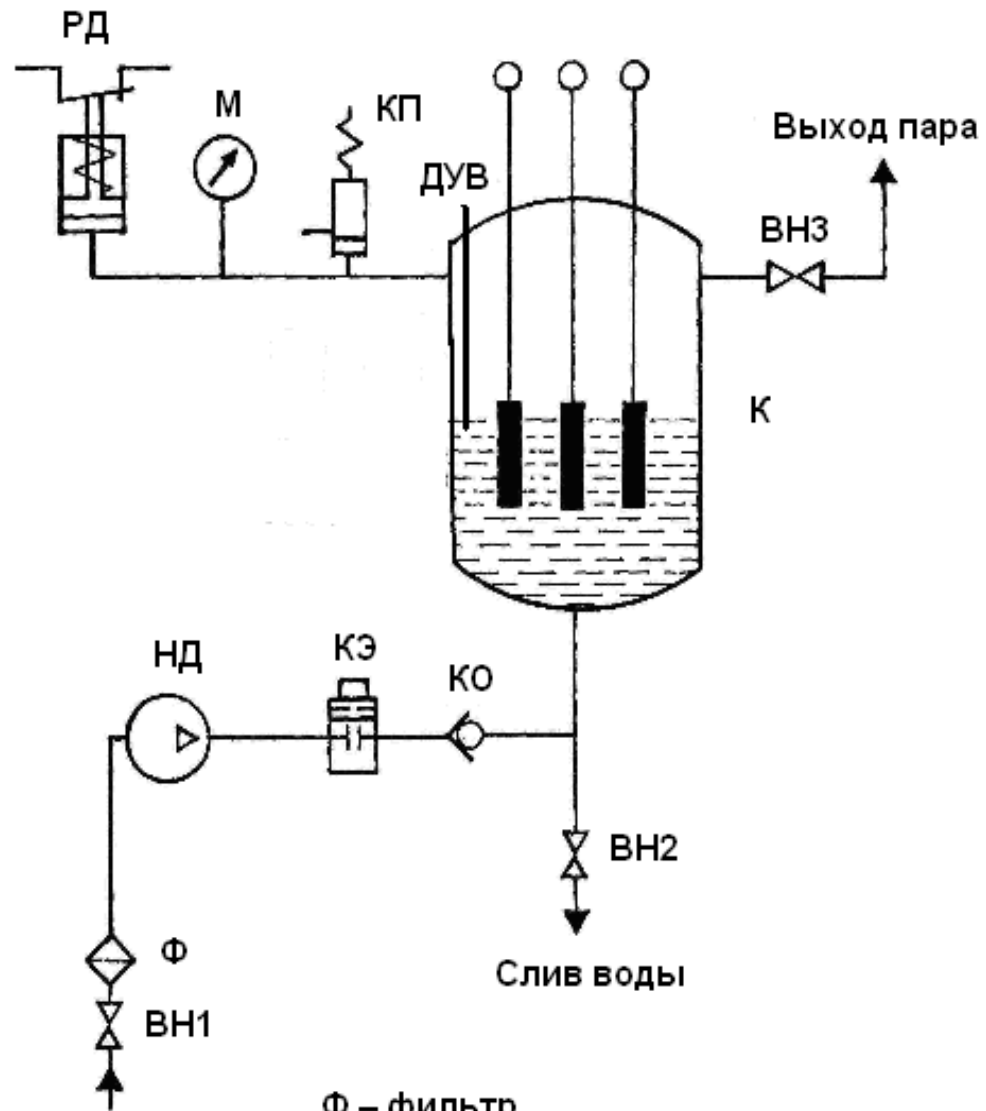 РД
М
КП
ДУВ
Выход пара
ВН3
К
НД
КЭ
КО
ВН2
Ф
Слив воды
ВН1
Ф – фильтр